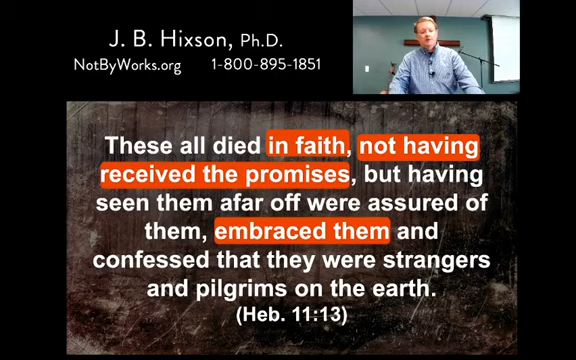 J. B. Hixson, Ph.D.
NotByWorks.org 1-800-895-1851
These all died in faith, not having
received the promises, but having
seen them afar off were assured of
them, embraced them and
confessed that they were strangers
and pilgrims on the earth.
(Heb. 11:13)